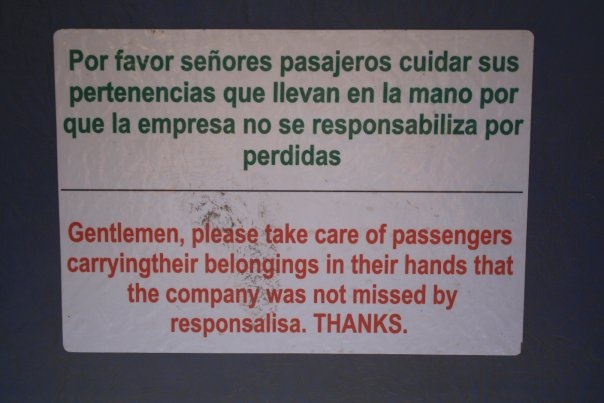 Por favor señores pasajeros cuidar sus
pertenencias que llevan en la mano por
que la empresa no se responsabiliza por
perdidas
Gentlemen, please take care of passengers
carryingtheir belongings in their hands that
the company was not missed by
responsalisa. THANKS.